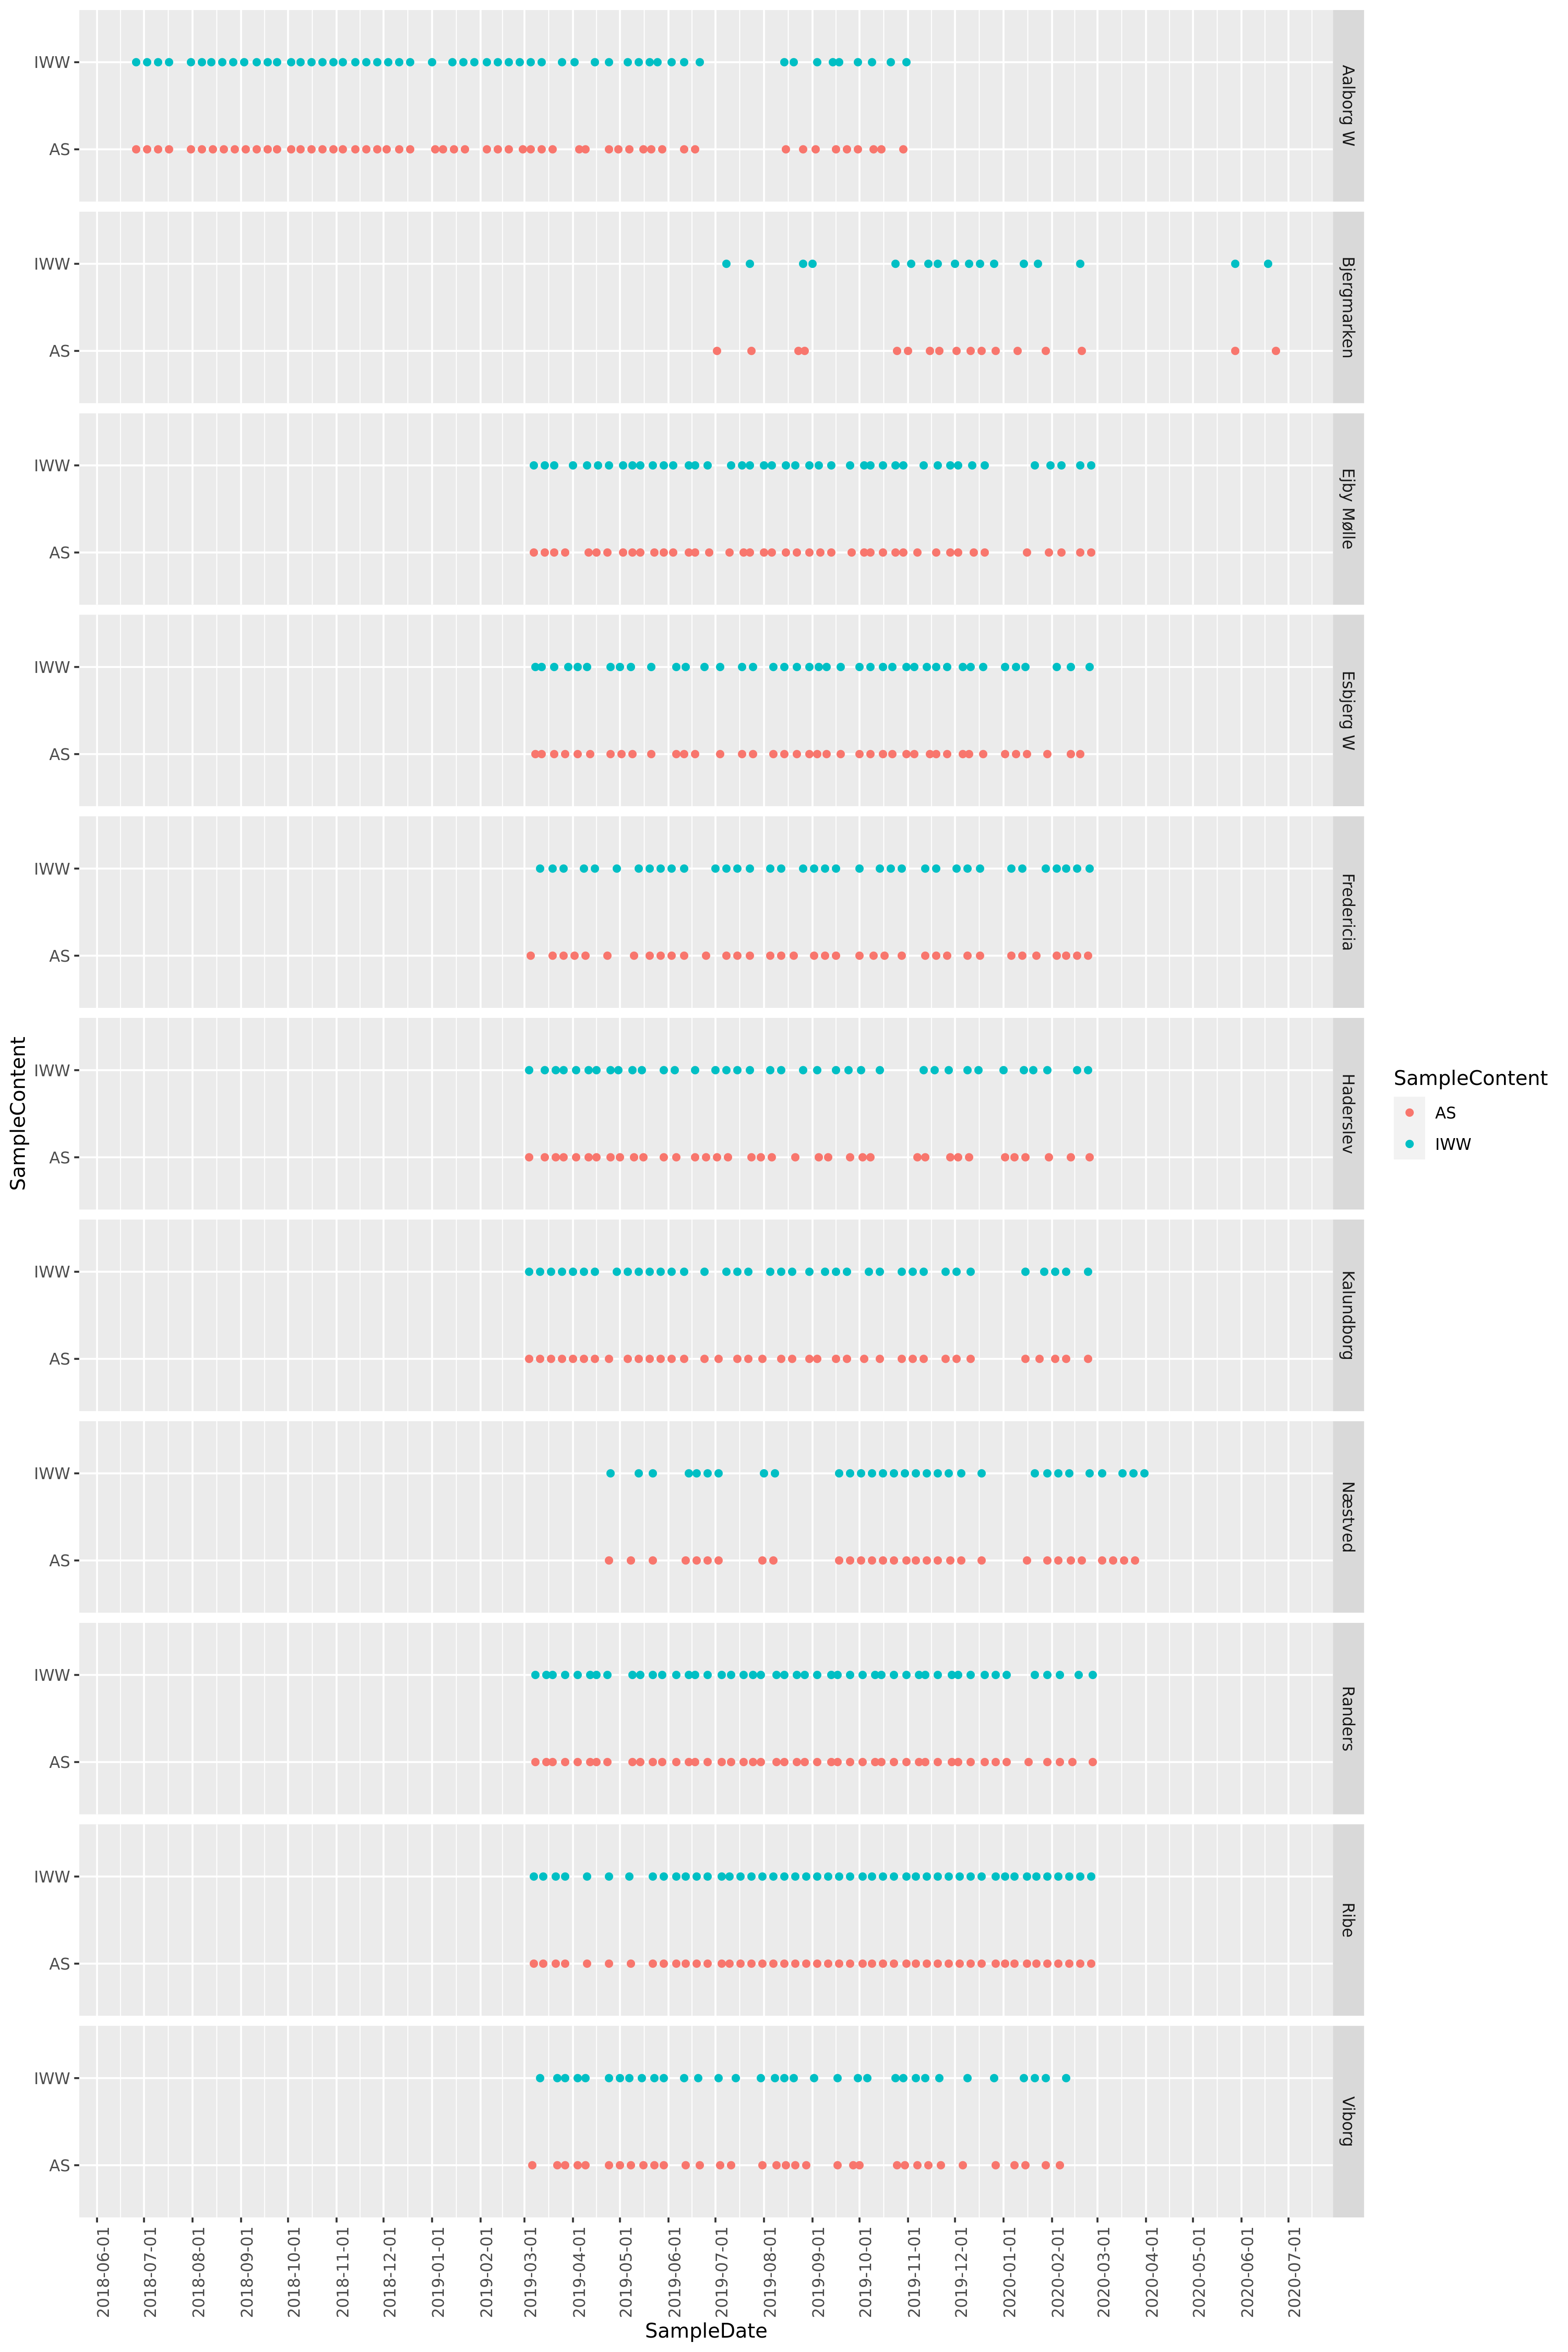 IWW
AS
Aalborg W
IWW
AS
Bjergmarken
IWW
AS
Ejby Mølle
IWW
AS
Esbjerg W
IWW
AS
Fredericia
IWW
AS
Haderslev
IWW
AS
Kalundborg
IWW
AS
Næstved
IWW
AS
Randers
IWW
AS
Ribe
IWW
AS
Viborg
SampleContent
SampleContent
AS
IWW
2018-06-01
2018-07-01
2018-08-01
2018-09-01
2018-10-01
2018-11-01
2018-12-01
2019-01-01
2019-02-01
2019-03-01
2019-04-01
2019-05-01
2019-06-01
2019-07-01
2019-08-01
2019-09-01
2019-10-01
2019-11-01
2019-12-01
2020-01-01
2020-02-01
2020-03-01
2020-04-01
2020-05-01
2020-06-01
2020-07-01
SampleDate